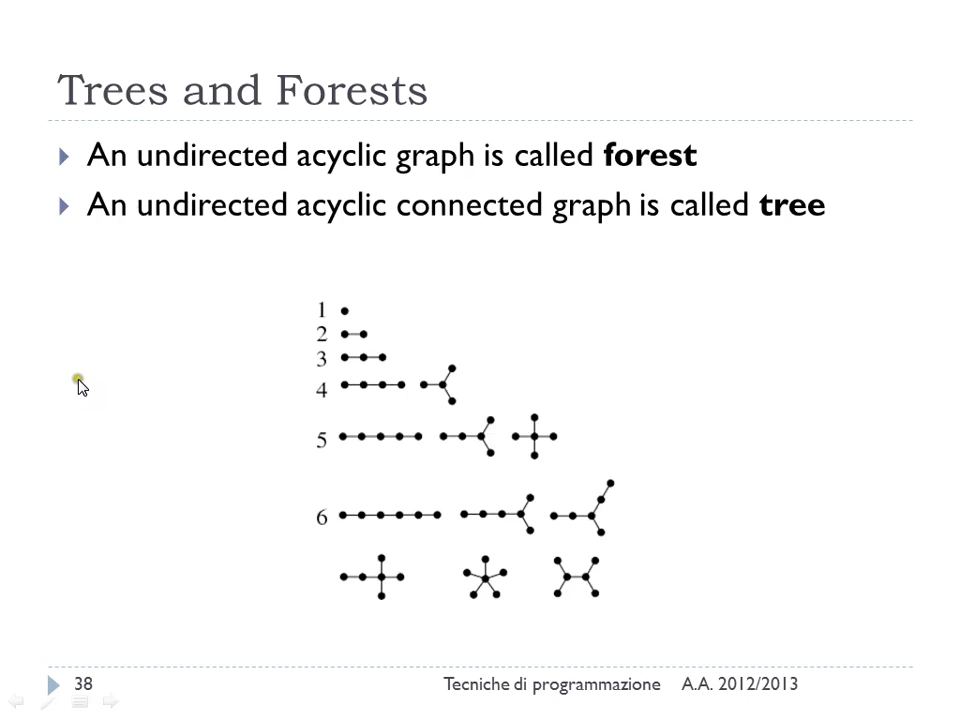 Trees and Forests
An undirected acyclic graph is called forest
An undirected acyclic connected graph is called tree
1
2
3
4
5
6
38 Tecniche di programmazione A.A. 2012/2013